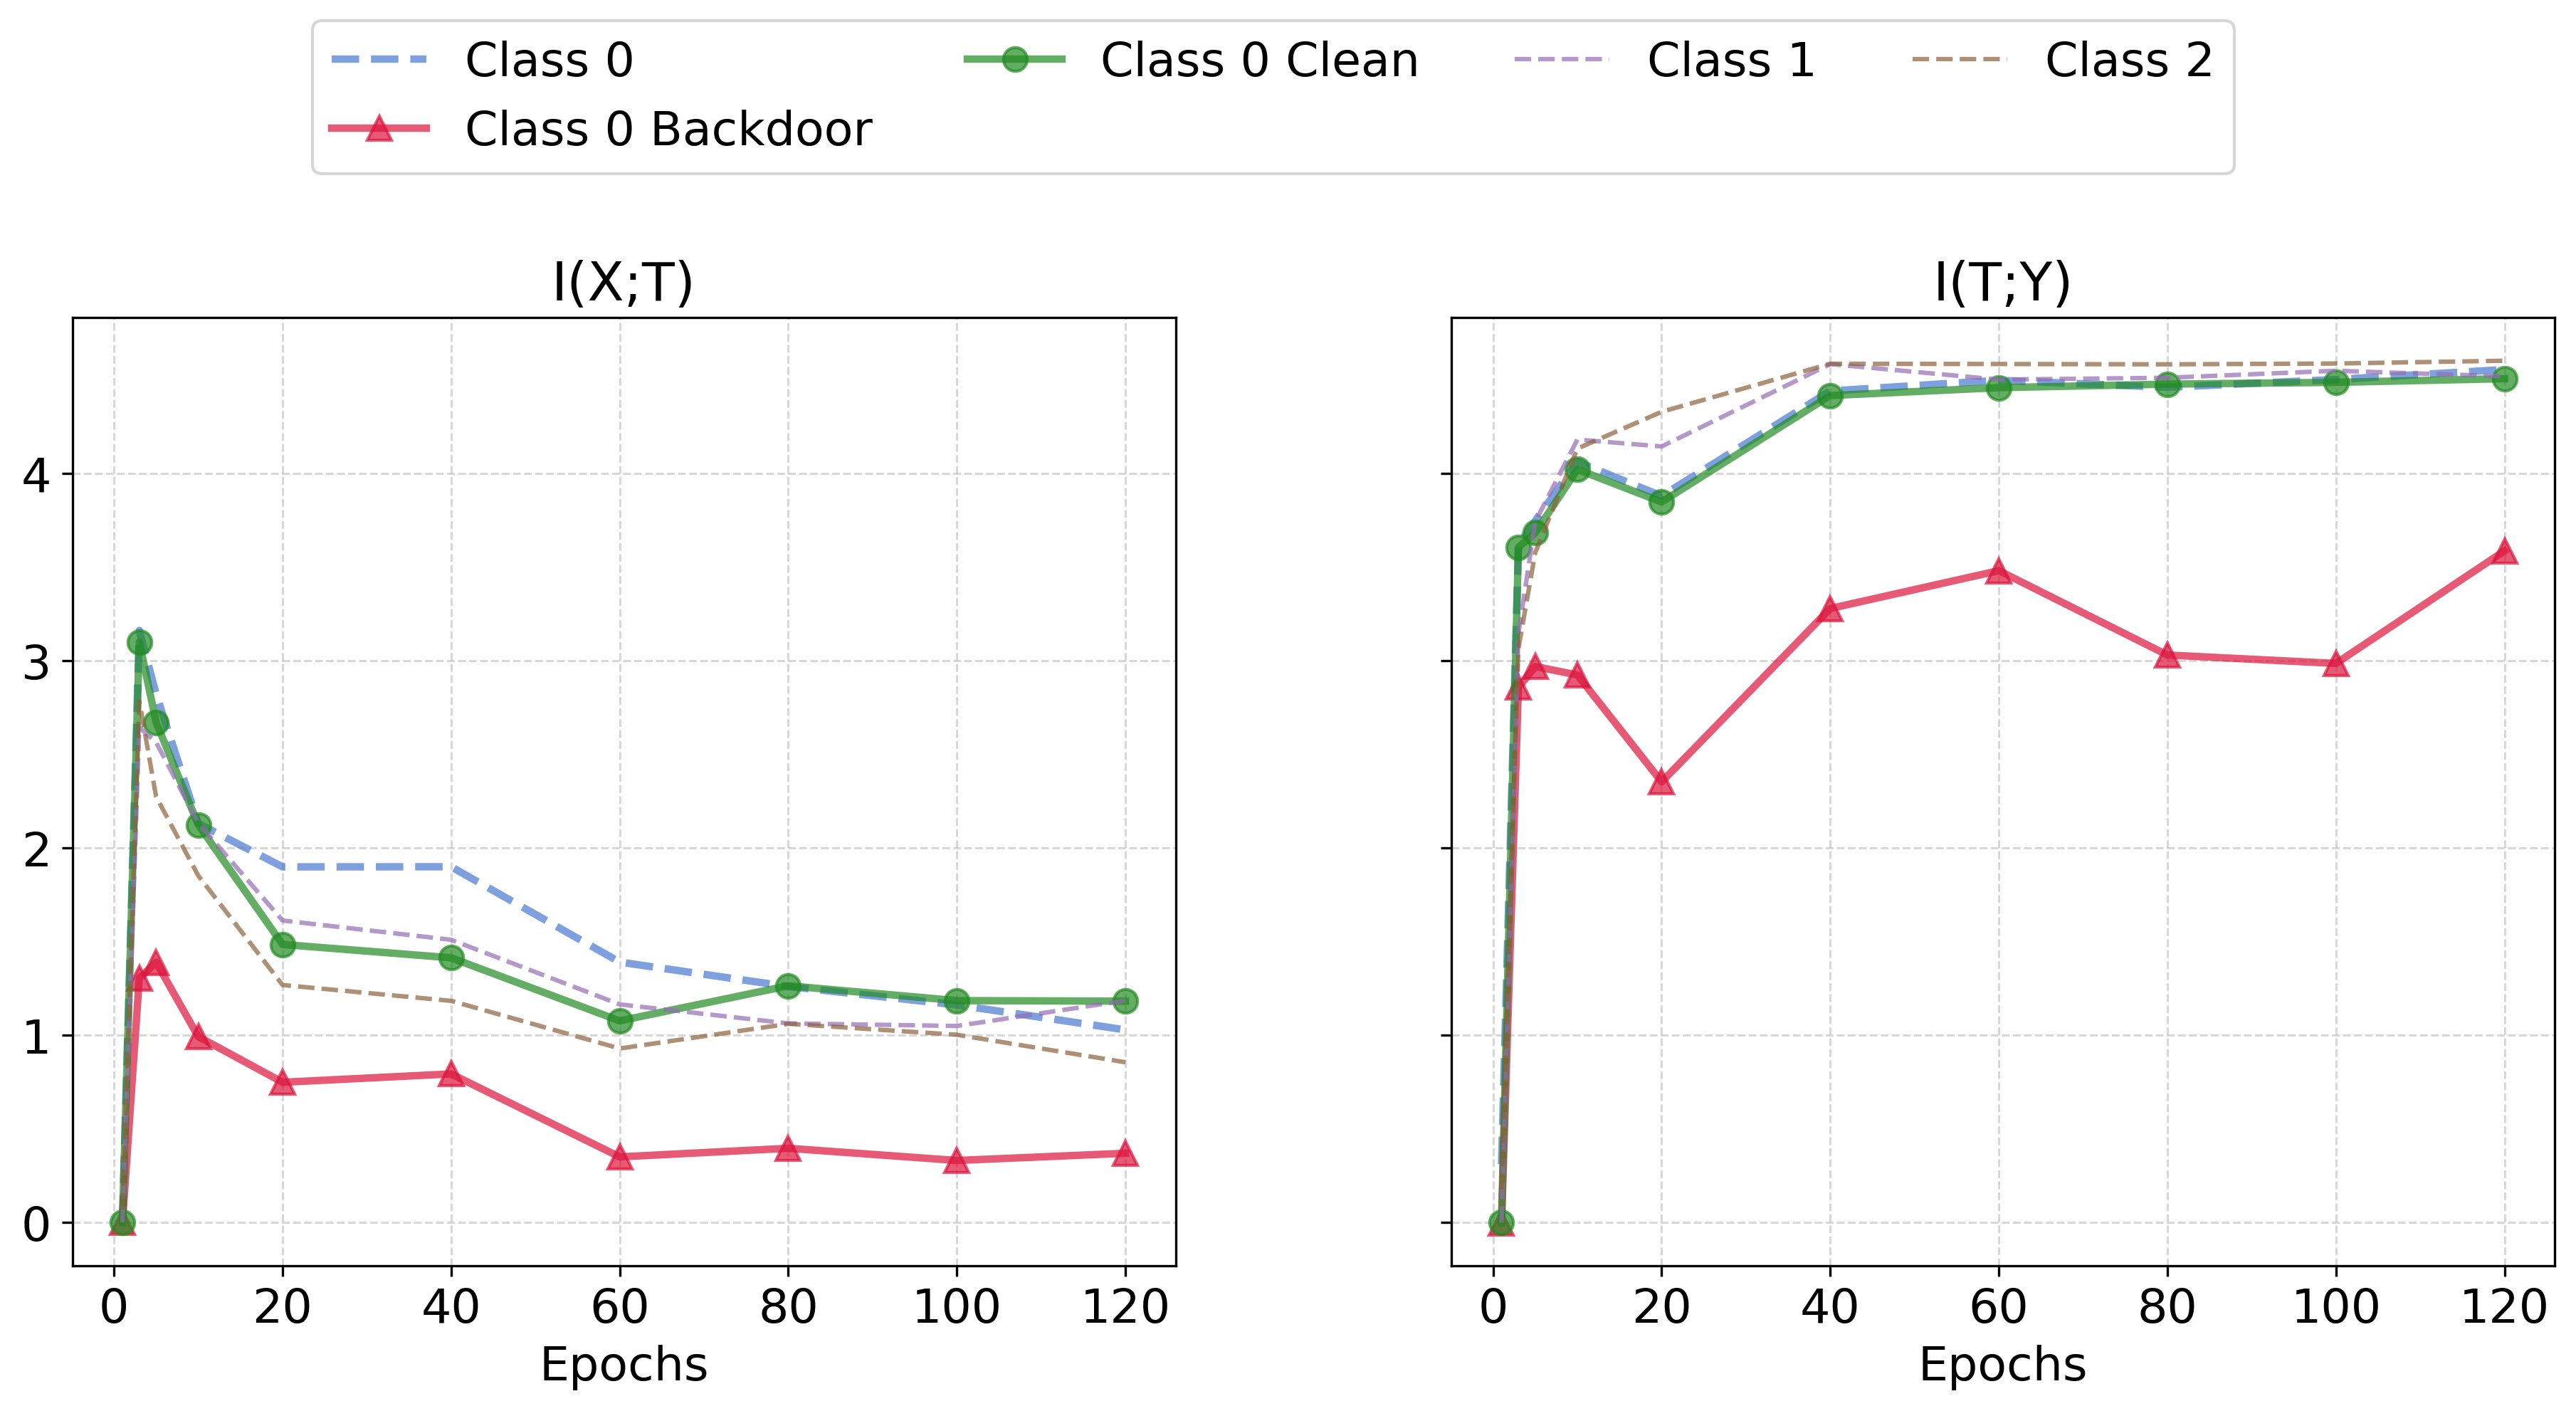 Class 0 Class 0 Clean Class 1 Class 2
Class 0 Backdoor
I(X;T) I(T;Y)
4
3
2
1
0
0 20 40 60 80 100 120 0 20 40 60 80 100 120
Epochs Epochs